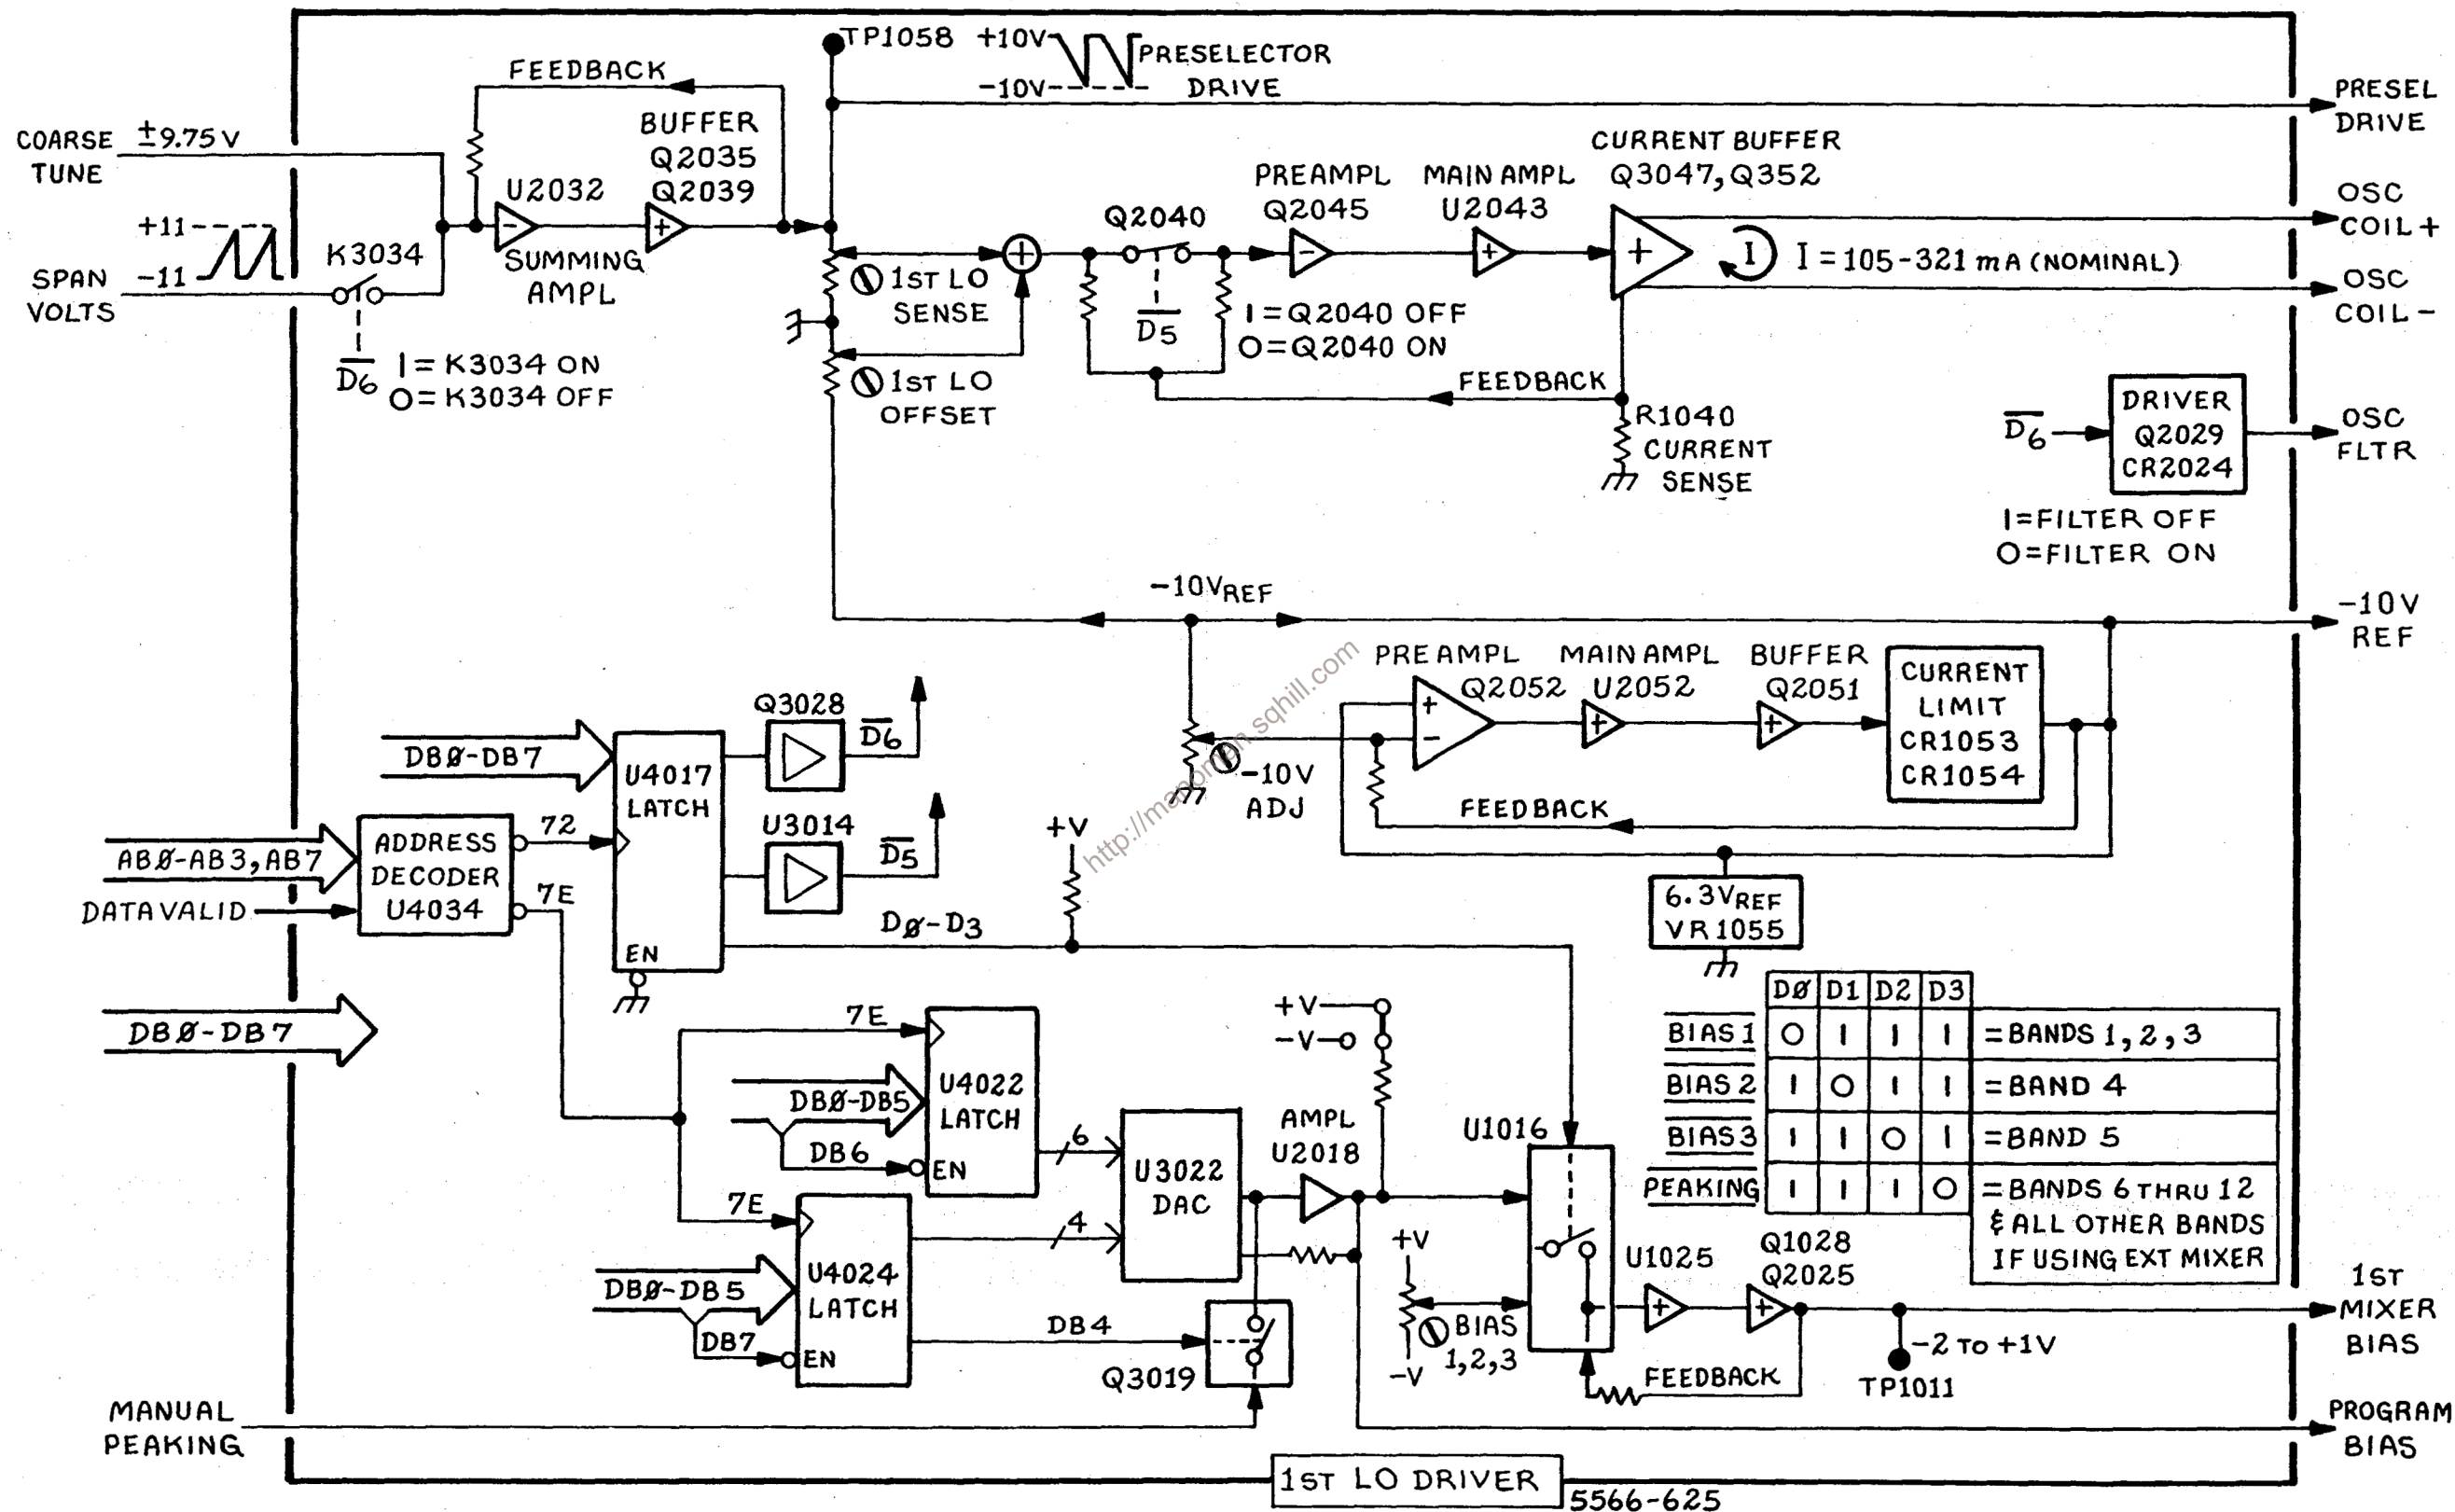 TP1058
+10V
-10V
PRESELECTOR
DRIVE
FEEDBACK
PRESEL
DRIVE
COARSE
TUNE
±9.75V
BUFFER
Q2035
Q2039
U2032
SUMMING
AMPL
+11
-11
SPAN
VOLTS
K3034
D6
1=K3034 ON
0=K3034 OFF
1ST LO
SENSE
1ST LO
OFFSET
Q2040
D5
1=Q2040 OFF
0=Q2040 ON
PREAMPL
Q2045
MAIN AMPL
U2043
CURRENT BUFFER
Q3047, Q352
+
-
I
I=105-321mA (NOMINAL)
OSC
COIL+
OSC
COIL-
FEEDBACK
R1040
CURRENT
SENSE
D6
DRIVER
Q2029
CR2024
OSC
FLTR
1=FILTER OFF
0=FILTER ON
-10VREF
-10V
REF
PREAMPL
Q2052
MAIN AMPL
U2052
BUFFER
Q2051
CURRENT
LIMIT
CR1053
CR1054
-10V
ADJ
FEEDBACK
6.3VREF
VR1055
http://manoman.sqhill.com
DBØ-DB7
U4017
LATCH
EN
Q3028
D6
U3014
D5
AB0-AB3, AB7
DATAVALID
ADDRESS
DECODER
U4034
72
7E
DØ-D3
+V
DBØ-DB7
7E
U4022
LATCH
EN
DBØ-DB5
DB6
7E
U4024
LATCH
EN
DBØ-DB5
DB7
6
4
U3022
DAC
AMPL
U2018
+V
-V
DB4
Q3019
MANUAL
PEAKING
U1016
+V
-V
BIAS
1,2,3
U1025
Q1028
Q2025
FEEDBACK
-2 TO +1V
TP1011
1ST
MIXER
BIAS
PROGRAM
BIAS
DØ D1 D2 D3
BIAS 1 0 1 1 1 =BANDS 1, 2, 3
BIAS 2 1 0 1 1 =BAND 4
BIAS 3 1 1 0 1 =BAND 5
PEAKING 1 1 1 0 =BANDS 6 THRU 12
& ALL OTHER BANDS
IF USING EXT MIXER
1ST LO DRIVER
5566-625